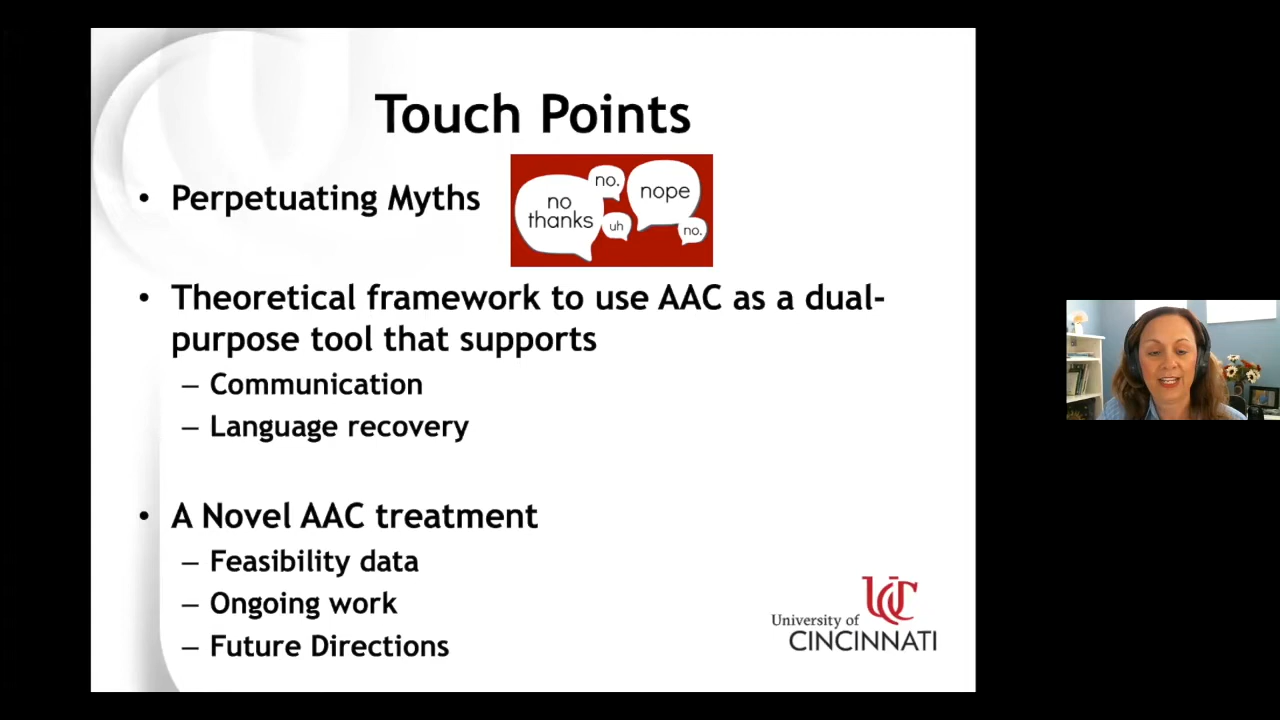 Touch Points
• Perpetuating Myths
no thanks
no.
nope
uh
no.
• Theoretical framework to use AAC as a dual-
purpose tool that supports
– Communication
– Language recovery
• A Novel AAC treatment
– Feasibility data
– Ongoing work
– Future Directions
UC
University of
CINCINNATI